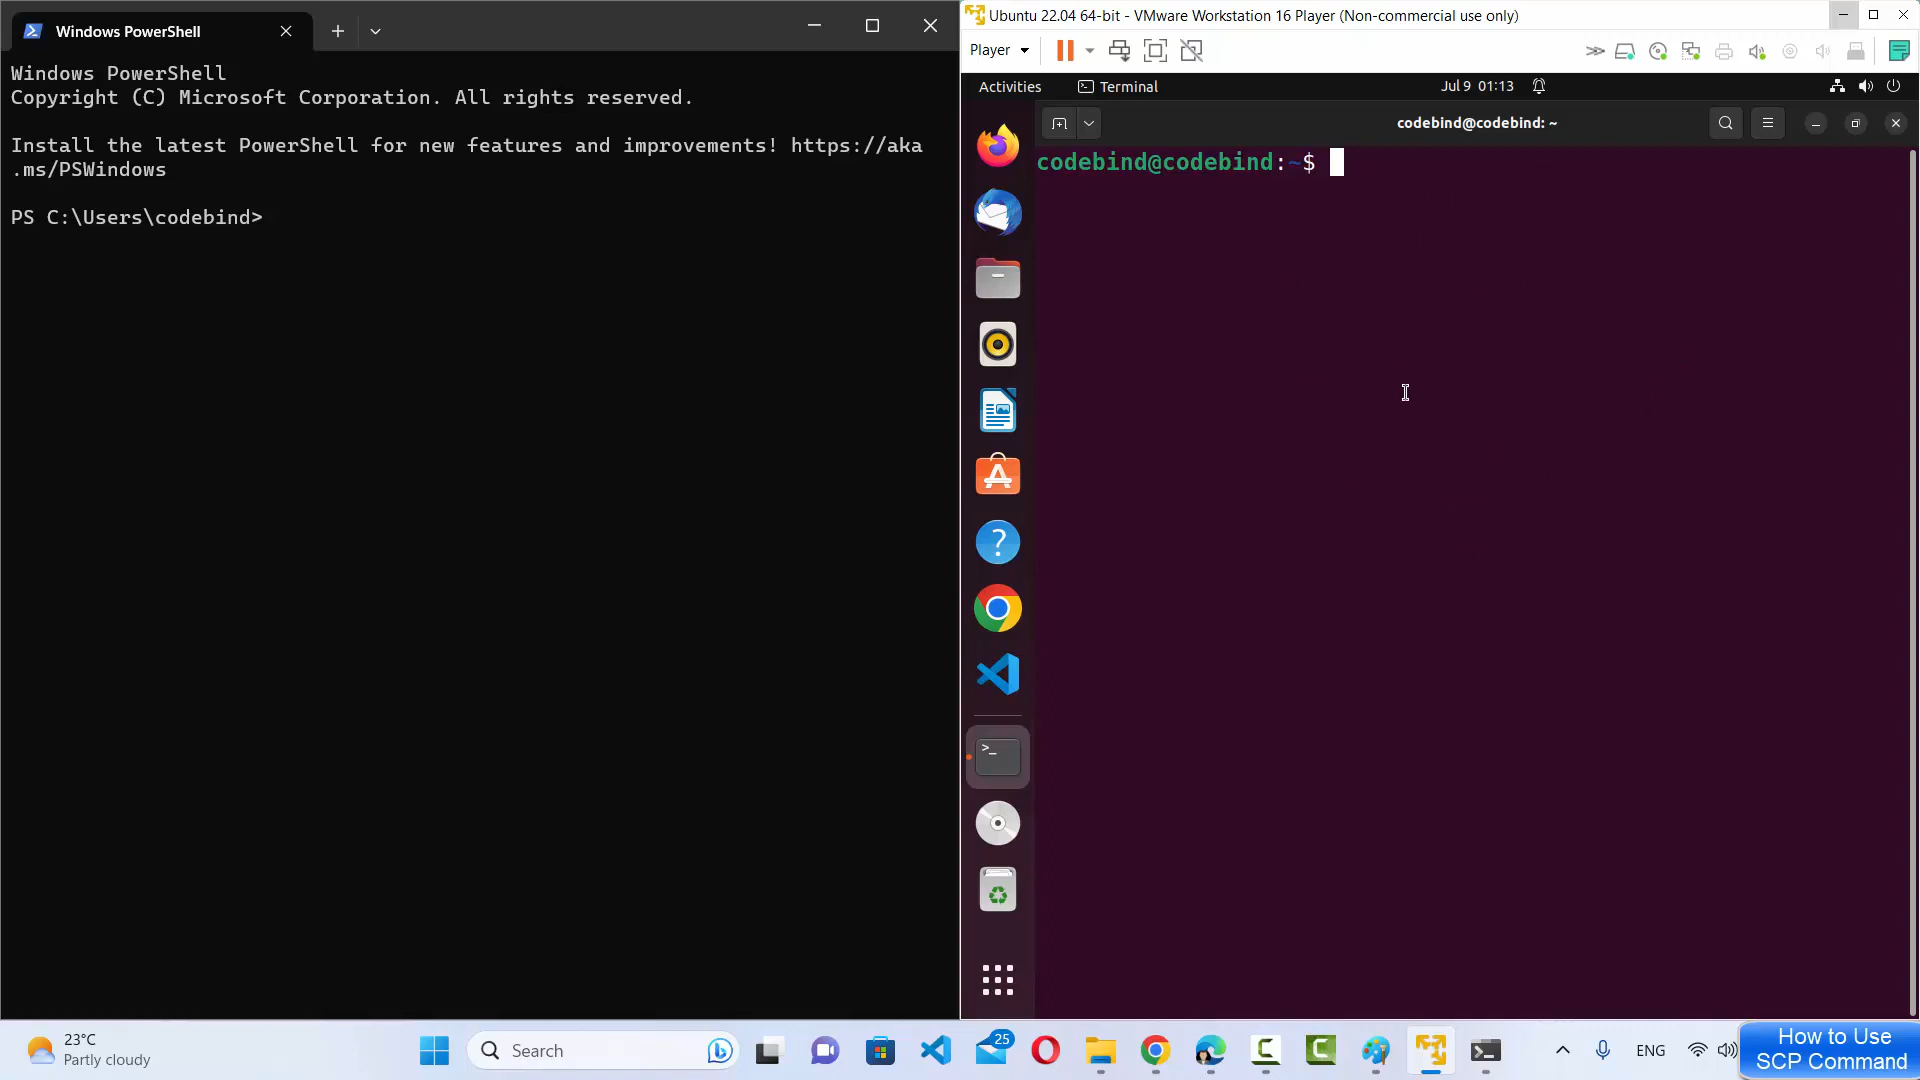 Windows PowerShell
Windows PowerShell
Copyright (C) Microsoft Corporation. All rights reserved.
Install the latest PowerShell for new features and improvements! https://aka
.ms/PSWindows
PS C:\Users\codebind>
Ubuntu 22.04 64-bit - VMware Workstation 16 Player (Non-commercial use only)
Player
Activities
Terminal
Jul 9 01:13
codebind@codebind: ~
codebind@codebind:~$
23°C
Partly cloudy
Search
25
ENG
How to Use
SCP Command